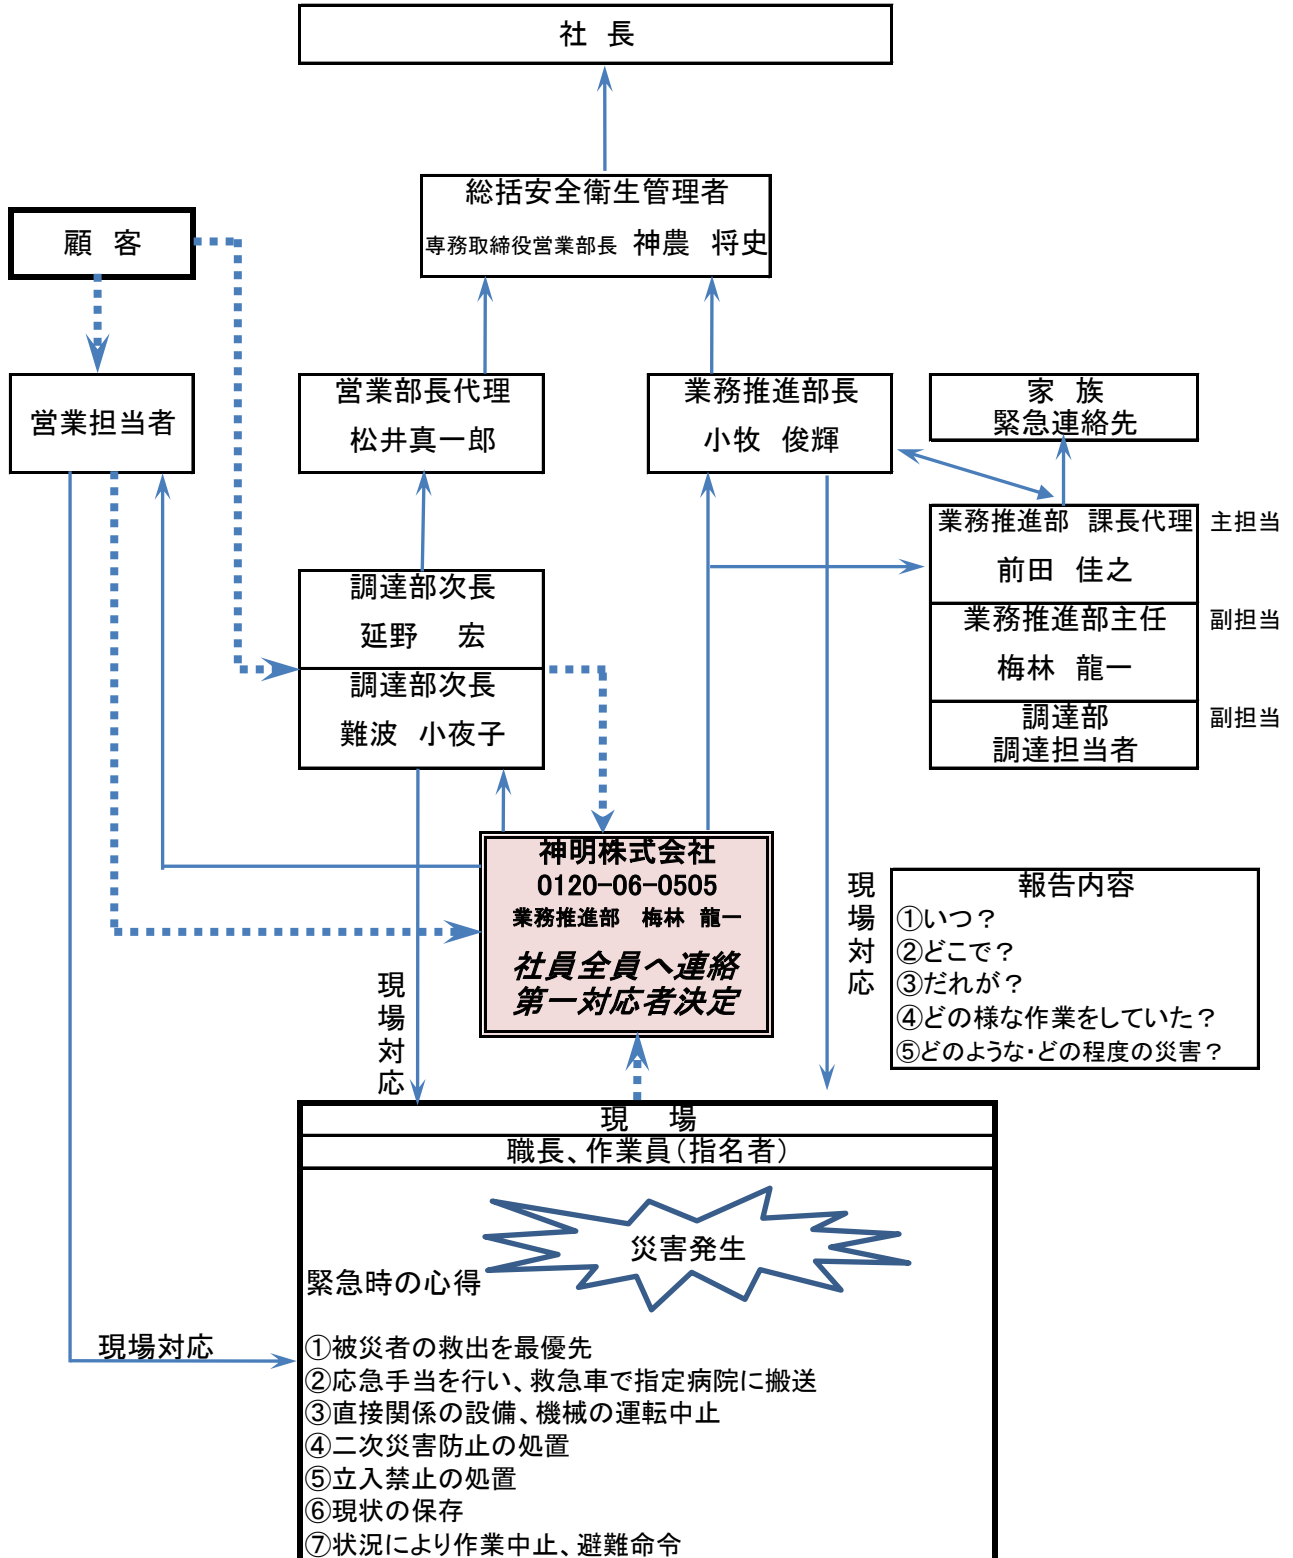 社 長
総括安全衛生管理者
専務取締役営業部長 神農 将史
顧 客
営業担当者
営業部長代理
松井真一郎
業務推進部長
小牧 俊輝
家 族
緊急連絡先
業務推進部 課長代理 主担当
前田 佳之
業務推進部主任 副担当
梅林 龍一
調達部 副担当
調達担当者
調達部次長
延野 宏
調達部次長
難波 小夜子
神明株式会社
0120-06-0505
業務推進部 梅林 龍一
社員全員へ連絡
第一対応者決定
現場対応
現場対応
報告内容
①いつ？
②どこで？
③だれが？
④どの様な作業をしていた？
⑤どのような・どの程度の災害？
現 場
職長、作業員（指名者）
災害発生
緊急時の心得
現場対応
①被災者の救出を最優先
②応急手当を行い、救急車で指定病院に搬送
③直接関係の設備、機械の運転中止
④二次災害防止の処置
⑤立入禁止の処置
⑥現状の保存
⑦状況により作業中止、避難命令